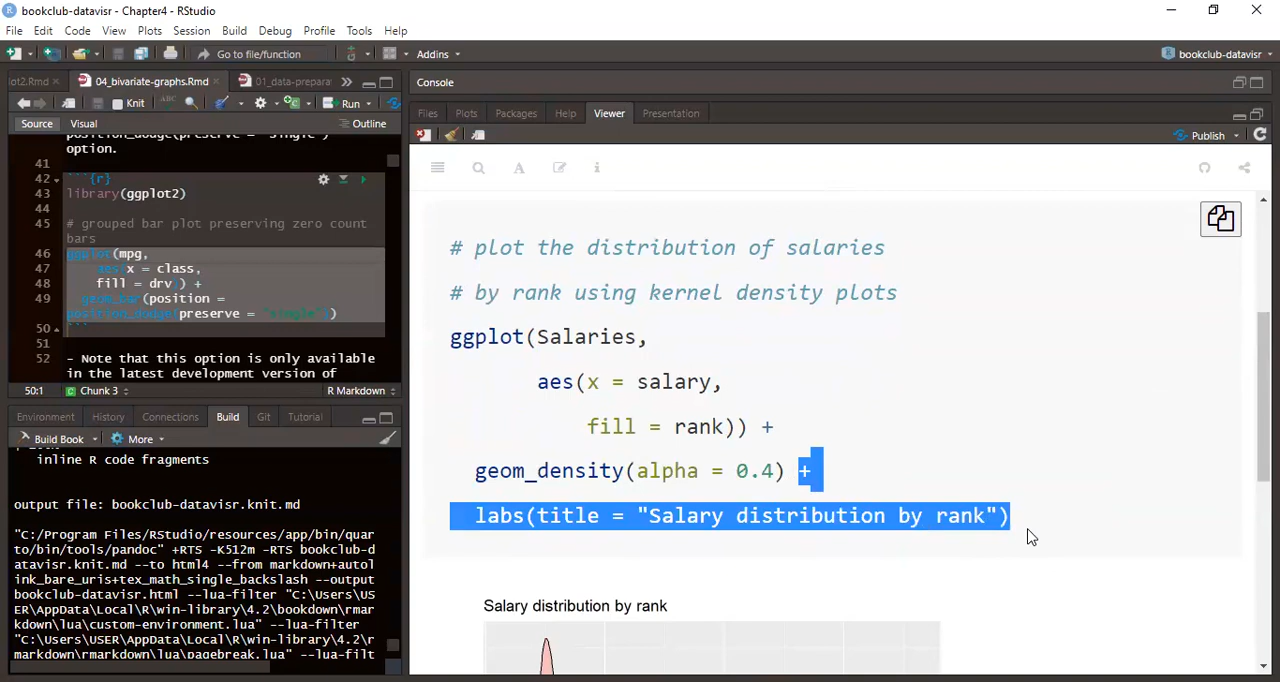 bookclub-datavisr - Chapter4 - RStudio
File Edit Code View Plots Session Build Debug Profile Tools Help
Go to file/function Addins bookclub-datavisr
lot2.Rmd 04_bivariate-graphs.Rmd 01_data-prepara Console
Knit ABC Run Files Plots Packages Help Viewer Presentation
Source Visual Outline Publish
option.
41
42 ```{r}
43 library(ggplot2)
44
45 # grouped bar plot preserving zero count
bars
46 ggplot(mpg,
47 aes(x = class,
48 fill = drv)) +
49 geom_bar(position =
position_dodge(preserve = "single"))
50 ```
51
52 - Note that this option is only available
in the latest development version of
50:1 Chunk 3 R Markdown
Environment History Connections Build Git Tutorial
Build Book More
inline R code fragments
output file: bookclub-datavisr.knit.md
"C:/Program Files/RStudio/resources/app/bin/quar
to/bin/tools/pandoc" +RTS -K512m -RTS bookclub-d
atavisr.knit.md --to html4 --from markdown+autol
ink_bare_uris+tex_math_single_backslash --output
bookclub-datavisr.html --lua-filter "C:\Users\US
ER\AppData\Local\R\win-library\4.2\bookdown\rmar
kdown\lua\custom-environment.lua" --lua-filter
"C:\Users\USER\AppData\Local\R\win-library\4.2\r
markdown\rmarkdown\lua\pagebreak.lua" --lua-filt
# plot the distribution of salaries
# by rank using kernel density plots
ggplot(Salaries,
aes(x = salary,
fill = rank)) +
geom_density(alpha = 0.4) +
labs(title = "Salary distribution by rank")
Salary distribution by rank